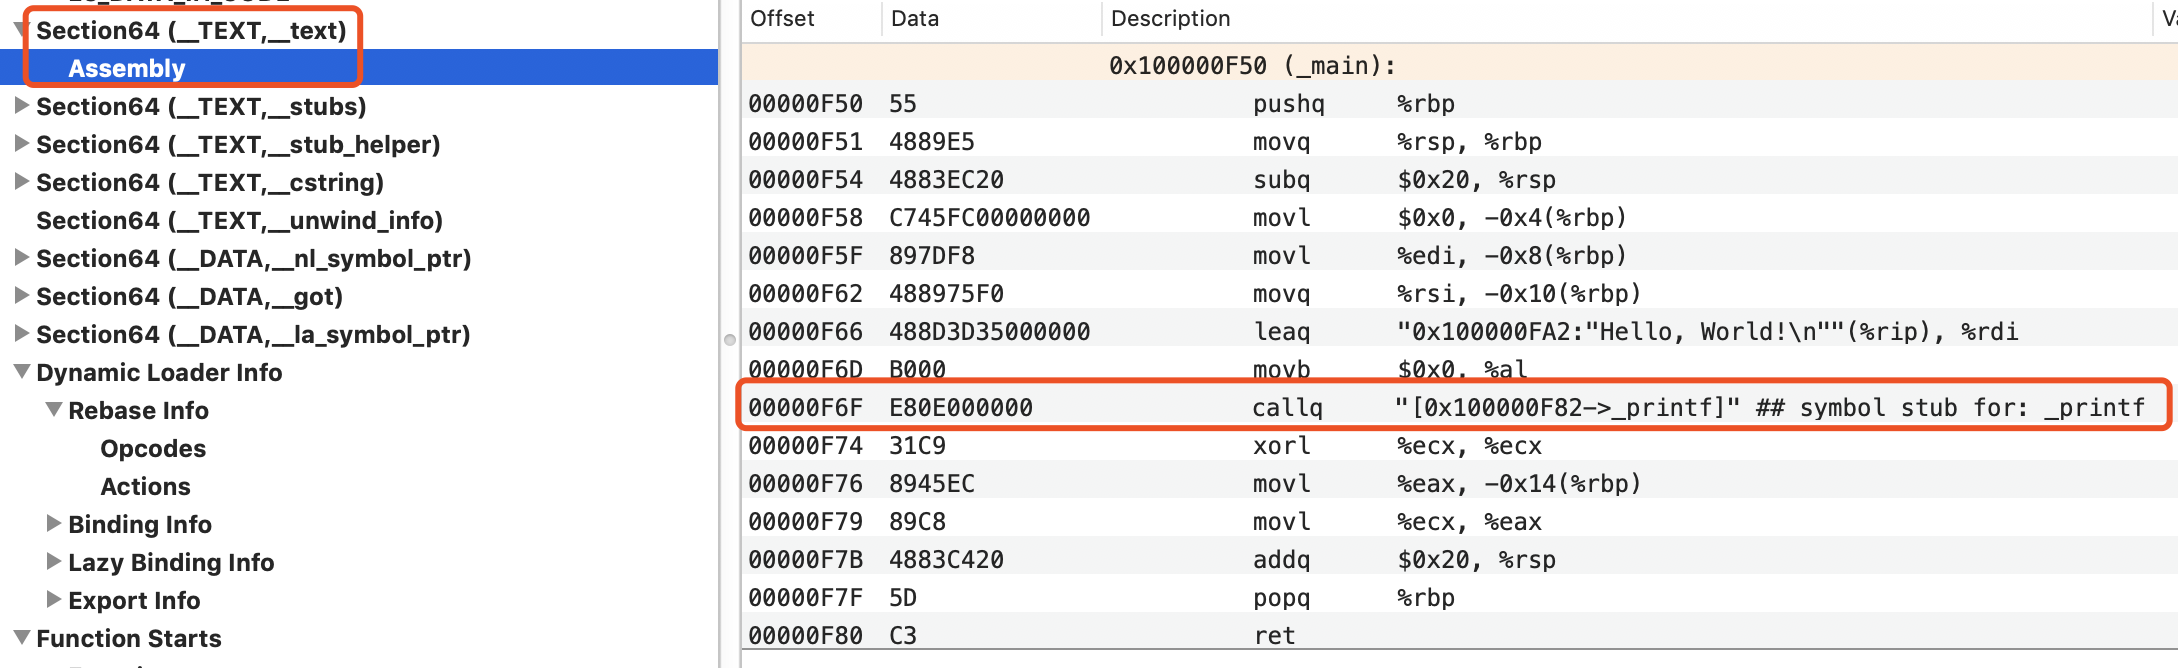 Section64 (__TEXT,__text)
Assembly
Section64 (__TEXT,__stubs)
Section64 (__TEXT,__stub_helper)
Section64 (__TEXT,__cstring)
Section64 (__TEXT,__unwind_info)
Section64 (__DATA,__nl_symbol_ptr)
Section64 (__DATA,__got)
Section64 (__DATA,__la_symbol_ptr)
Dynamic Loader Info
Rebase Info
Opcodes
Actions
Binding Info
Lazy Binding Info
Export Info
Function Starts
Offset Data Description
0x100000F50 (_main):
00000F50 55 pushq %rbp
00000F51 4889E5 movq %rsp, %rbp
00000F54 4883EC20 subq $0x20, %rsp
00000F58 C745FC00000000 movl $0x0, -0x4(%rbp)
00000F5F 897DF8 movl %edi, -0x8(%rbp)
00000F62 488975F0 movq %rsi, -0x10(%rbp)
00000F66 488D3D35000000 leaq "0x100000FA2:"Hello, World!\n""(%rip), %rdi
00000F6D B000 movb $0x0, %al
00000F6F E80E000000 callq "[0x100000F82->_printf]" ## symbol stub for: _printf
00000F74 31C9 xorl %ecx, %ecx
00000F76 8945EC movl %eax, -0x14(%rbp)
00000F79 89C8 movl %ecx, %eax
00000F7B 4883C420 addq $0x20, %rsp
00000F7F 5D popq %rbp
00000F80 C3 ret